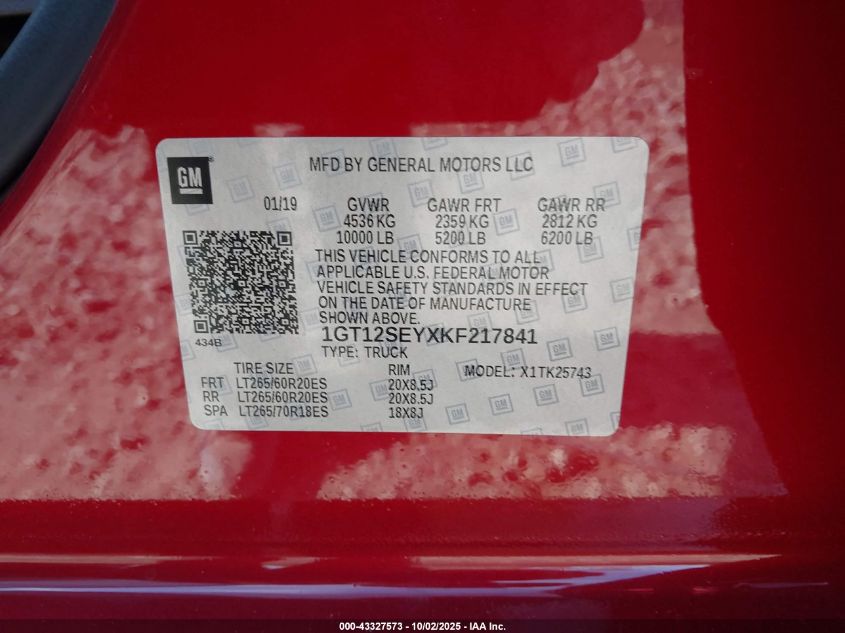 GM
MFD BY GENERAL MOTORS LLC
01/19 GVWR GAWR FRT GAWR RR
4536 KG 2359 KG 2812 KG
10000 LB 5200 LB 6200 LB
THIS VEHICLE CONFORMS TO ALL
APPLICABLE U.S. FEDERAL MOTOR
VEHICLE SAFETY STANDARDS IN EFFECT
ON THE DATE OF MANUFACTURE
SHOWN ABOVE.
434B
1GT12SEYXKF217841
TYPE: TRUCK
TIRE SIZE RIM MODEL: X1TK25743
FRT LT265/60R20ES 20X8.5J
RR LT265/60R20ES 20X8.5J
SPA LT265/70R18ES 18X8J
000-43327573 | 10/02/2025 - IAA Inc.